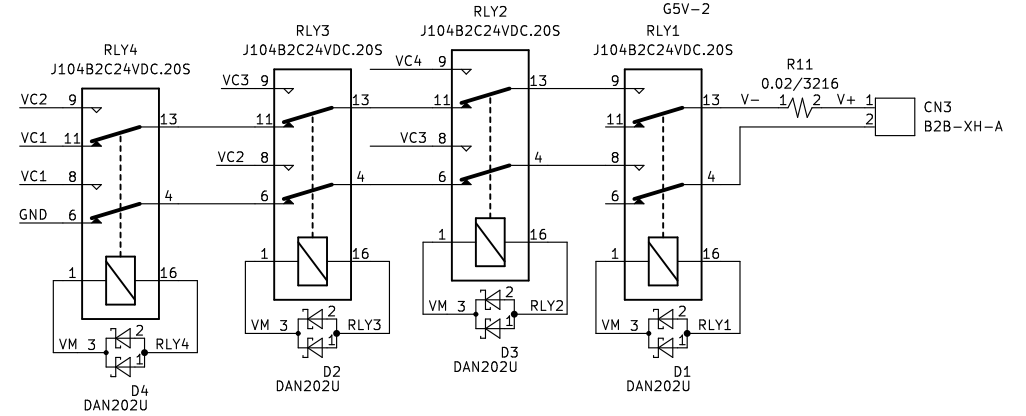 RLY4
J104B2C24VDC.20S
VC2 9
13
VC1 11
VC1 8
4
GND 6
1 16
VM 3 2 RLY4
1
D4
DAN202U
RLY3
J104B2C24VDC.20S
VC3 9
13
11
VC2 8
4
6
1 16
VM 3 2 RLY3
1
D2
DAN202U
RLY2
J104B2C24VDC.20S
VC4 9
13
11
VC3 8
4
6
1 16
VM 3 2 RLY2
1
D3
DAN202U
G5V-2
RLY1
J104B2C24VDC.20S
9
13
11
8
4
6
1 16
VM 3 2 RLY1
1
D1
DAN202U
R11
0.02/3216
V- 1 2 V+ 1
2
CN3
B2B-XH-A